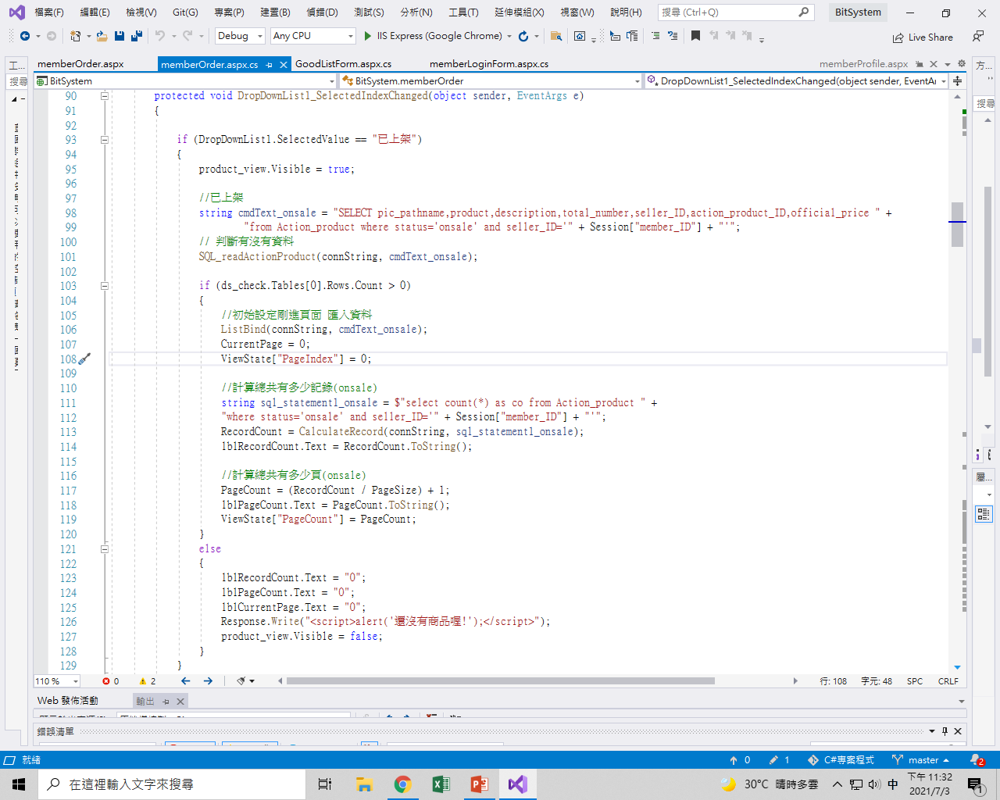 檔案(F) 編輯(E) 檢視(V) Git(G) 專案(P) 建置(B) 偵錯(D) 測試(S) 分析(N) 工具(T) 延伸模組(X) 視窗(W) 說明(H) 搜尋 (Ctrl+Q) BitSystem
Debug Any CPU IIS Express (Google Chrome) Live Share
工... memberOrder.aspx memberOrder.aspx.cs GoodListForm.aspx.cs memberLoginForm.aspx.cs memberProfile.aspx 方...
搜尋 BitSystem BitSystem.memberOrder DropDownList1_SelectedIndexChanged(object sender, EventAr
搜尋
90 protected void DropDownList1_SelectedIndexChanged(object sender, EventArgs e)
91 {
92
93 if (DropDownList1.SelectedValue == "已上架")
94 {
95 product_view.Visible = true;
96
97 //已上架
98 string cmdText_onsale = "SELECT pic_pathname,product,description,total_number,seller_ID,action_product_ID,official_price " +
99 "from Action_product where status='onsale' and seller_ID='" + Session["member_ID"] + "'";
100 // 判斷有沒有資料
101 SQL_readActionProduct(connString, cmdText_onsale);
102
103 if (ds_check.Tables[0].Rows.Count > 0)
104 {
105 //初始設定剛進頁面 匯入資料
106 ListBind(connString, cmdText_onsale);
107 CurrentPage = 0;
108 ViewState["PageIndex"] = 0;
109
110 //計算總共有多少記錄(onsale)
111 string sql_statement1_onsale = $"select count(*) as co from Action_product " +
112 "where status='onsale' and seller_ID='" + Session["member_ID"] + "'";
113 RecordCount = CalculateRecord(connString, sql_statement1_onsale);
114 lblRecordCount.Text = RecordCount.ToString();
115
116 //計算總共有多少頁(onsale)
117 PageCount = (RecordCount / PageSize) + 1;
118 lblPageCount.Text = PageCount.ToString();
119 ViewState["PageCount"] = PageCount;
120 }
121 else
122 {
123 lblRecordCount.Text = "0";
124 lblPageCount.Text = "0";
125 lblCurrentPage.Text = "0";
126 Response.Write("<script>alert('還沒有商品喔!');</script>");
127 product_view.Visible = false;
128 }
129 }
屬...
110 % 0 2 行: 108 字元: 48 SPC CRLF
Web 發佈活動 輸出
錯誤清單
就緒 0 1 C#專案程式 master 2
在這裡輸入文字來搜尋 30°C 晴時多雲 中 下午 11:32
2021/7/3 1